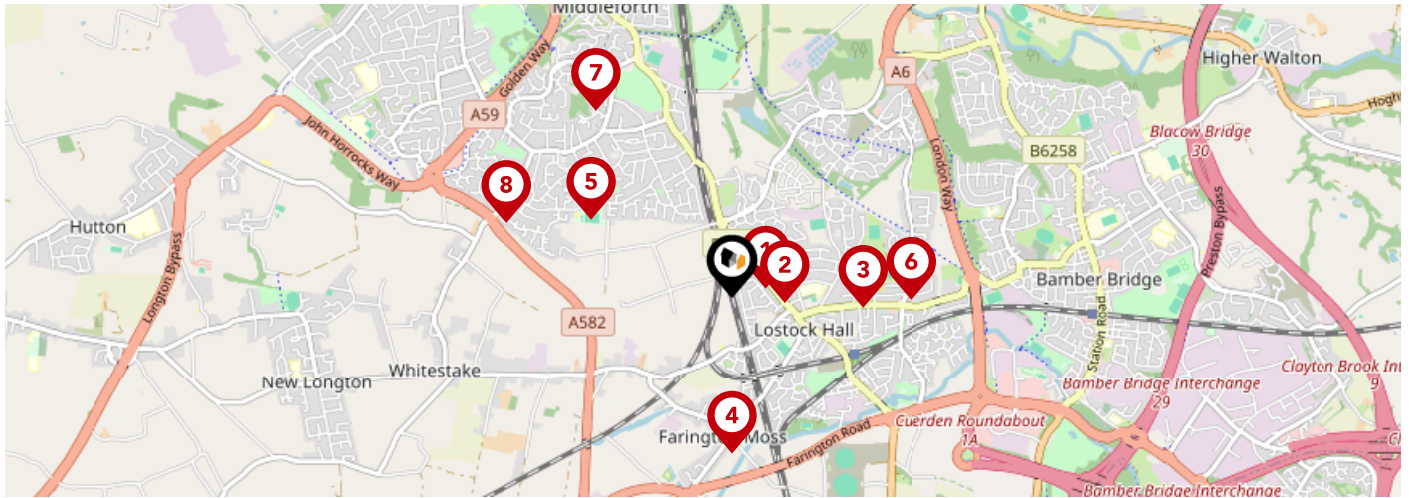 Middleforth
Golden Way
7
A6
Higher Walton
A59
Hogh
John Horrocks Way
Blacow Bridge
30
B6258
London Way
8
5
Hutton
Preston Bypass
Longton Bypass
1
2
3
6
Bamber Bridge
A582
Lostock Hall
Station Road
Whitestake
New Longton
Clayton Brook Int
9
Bamber Bridge Interchange
29
4
Farington Moss
Cuerden Roundabout
1A
Farington Road
Cl
Bamber Bridge Interchange